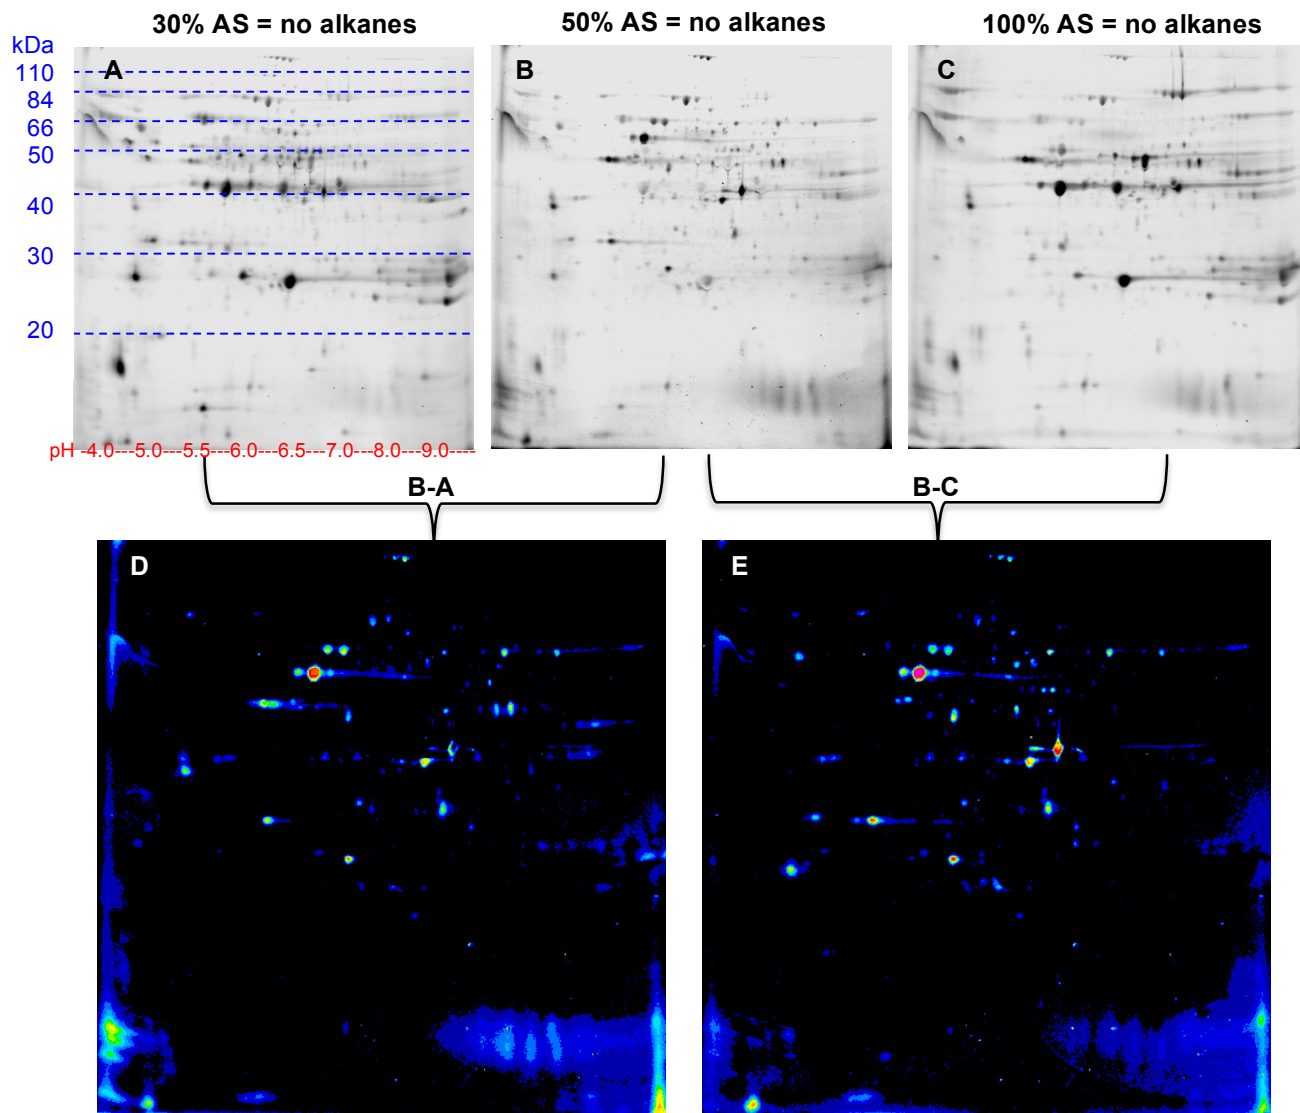 30% AS = no alkanes
50% AS = no alkanes
100% AS = no alkanes
kDa
110
84
66
50
40
30
20
A
B
C
pH -4.0---5.0---5.5---6.0---6.5---7.0---8.0---9.0----
B-A
B-C
D
E